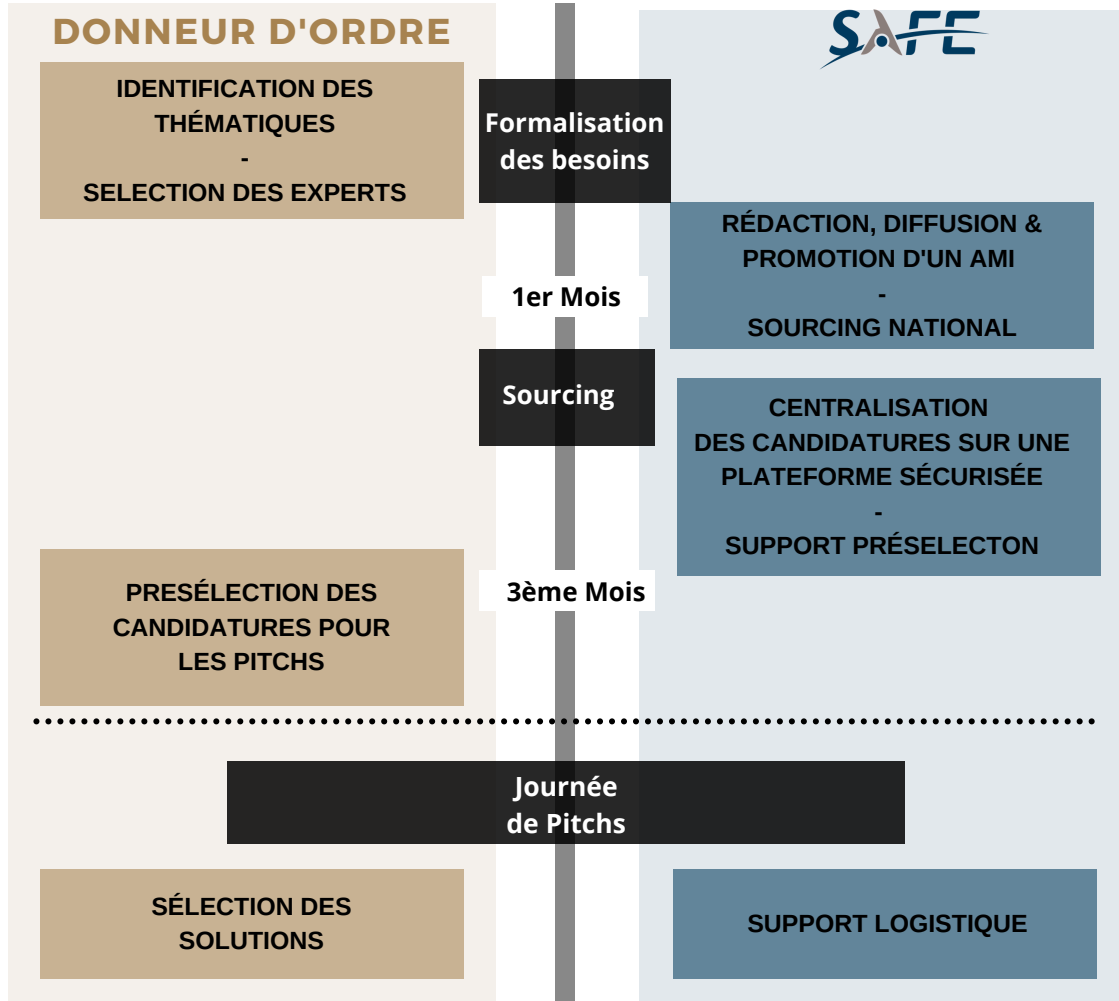 DONNEUR D'ORDRE
SAFE
IDENTIFICATION DES
THÉMATIQUES
-
SELECTION DES EXPERTS
Formalisation
des besoins
RÉDACTION, DIFFUSION &
PROMOTION D'UN AMI
-
SOURCING NATIONAL
1er Mois
Sourcing
CENTRALISATION
DES CANDIDATURES SUR UNE
PLATEFORME SÉCURISÉE
-
SUPPORT PRÉSELECTON
PRESÉLECTION DES
CANDIDATURES POUR
LES PITCHS
3ème Mois
Journée
de Pitchs
SÉLECTION DES
SOLUTIONS
SUPPORT LOGISTIQUE